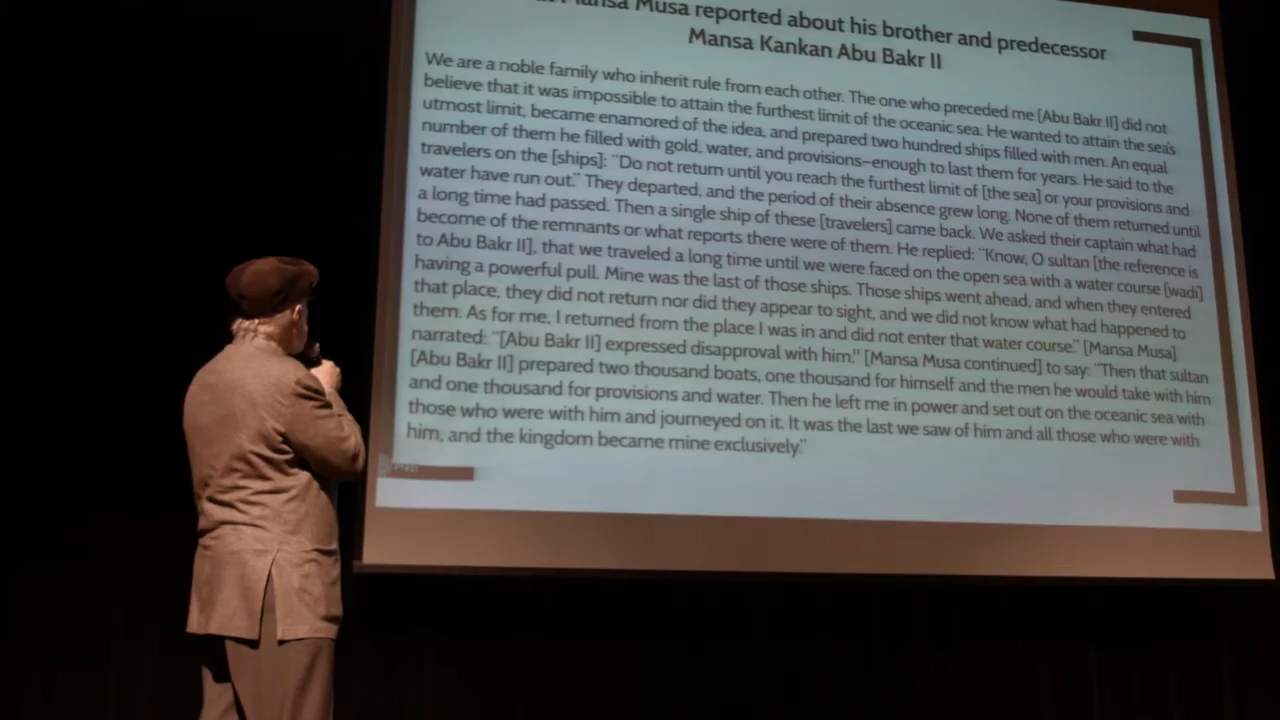 Mansa Musa reported about his brother and predecessor
Mansa Kankan Abu Bakr II
We are a noble family who inherit rule from each other. The one who preceded me [Abu Bakr II] did not
believe that it was impossible to attain the furthest limit of the oceanic sea. He wanted to attain the sea's
utmost limit, became enamored of the idea, and prepared two hundred ships filled with men. An equal
number of them he filled with gold, water, and provisions—enough to last them for years. He said to the
travelers on the [ships]: "Do not return until you reach the furthest limit of [the sea] or your provisions and
water have run out." They departed, and the period of their absence grew long. None of them returned until
a long time had passed. Then a single ship of these [travelers] came back. We asked their captain what had
become of the remnants or what reports there were of them. He replied: "Know, O sultan [the reference is
to Abu Bakr II], that we traveled a long time until we were faced on the open sea with a water course [wadi]
having a powerful pull. Mine was the last of those ships. Those ships went ahead, and when they entered
that place, they did not return nor did they appear to sight, and we did not know what had happened to
them. As for me, I returned from the place I was in and did not enter that water course." [Mansa Musa]
narrated: "[Abu Bakr II] expressed disapproval with him." [Mansa Musa continued] to say: "Then that sultan
[Abu Bakr II] prepared two thousand boats, one thousand for himself and the men he would take with him
and one thousand for provisions and water. Then he left me in power and set out on the oceanic sea with
those who were with him and journeyed on it. It was the last we saw of him and all those who were with
him, and the kingdom became mine exclusively."